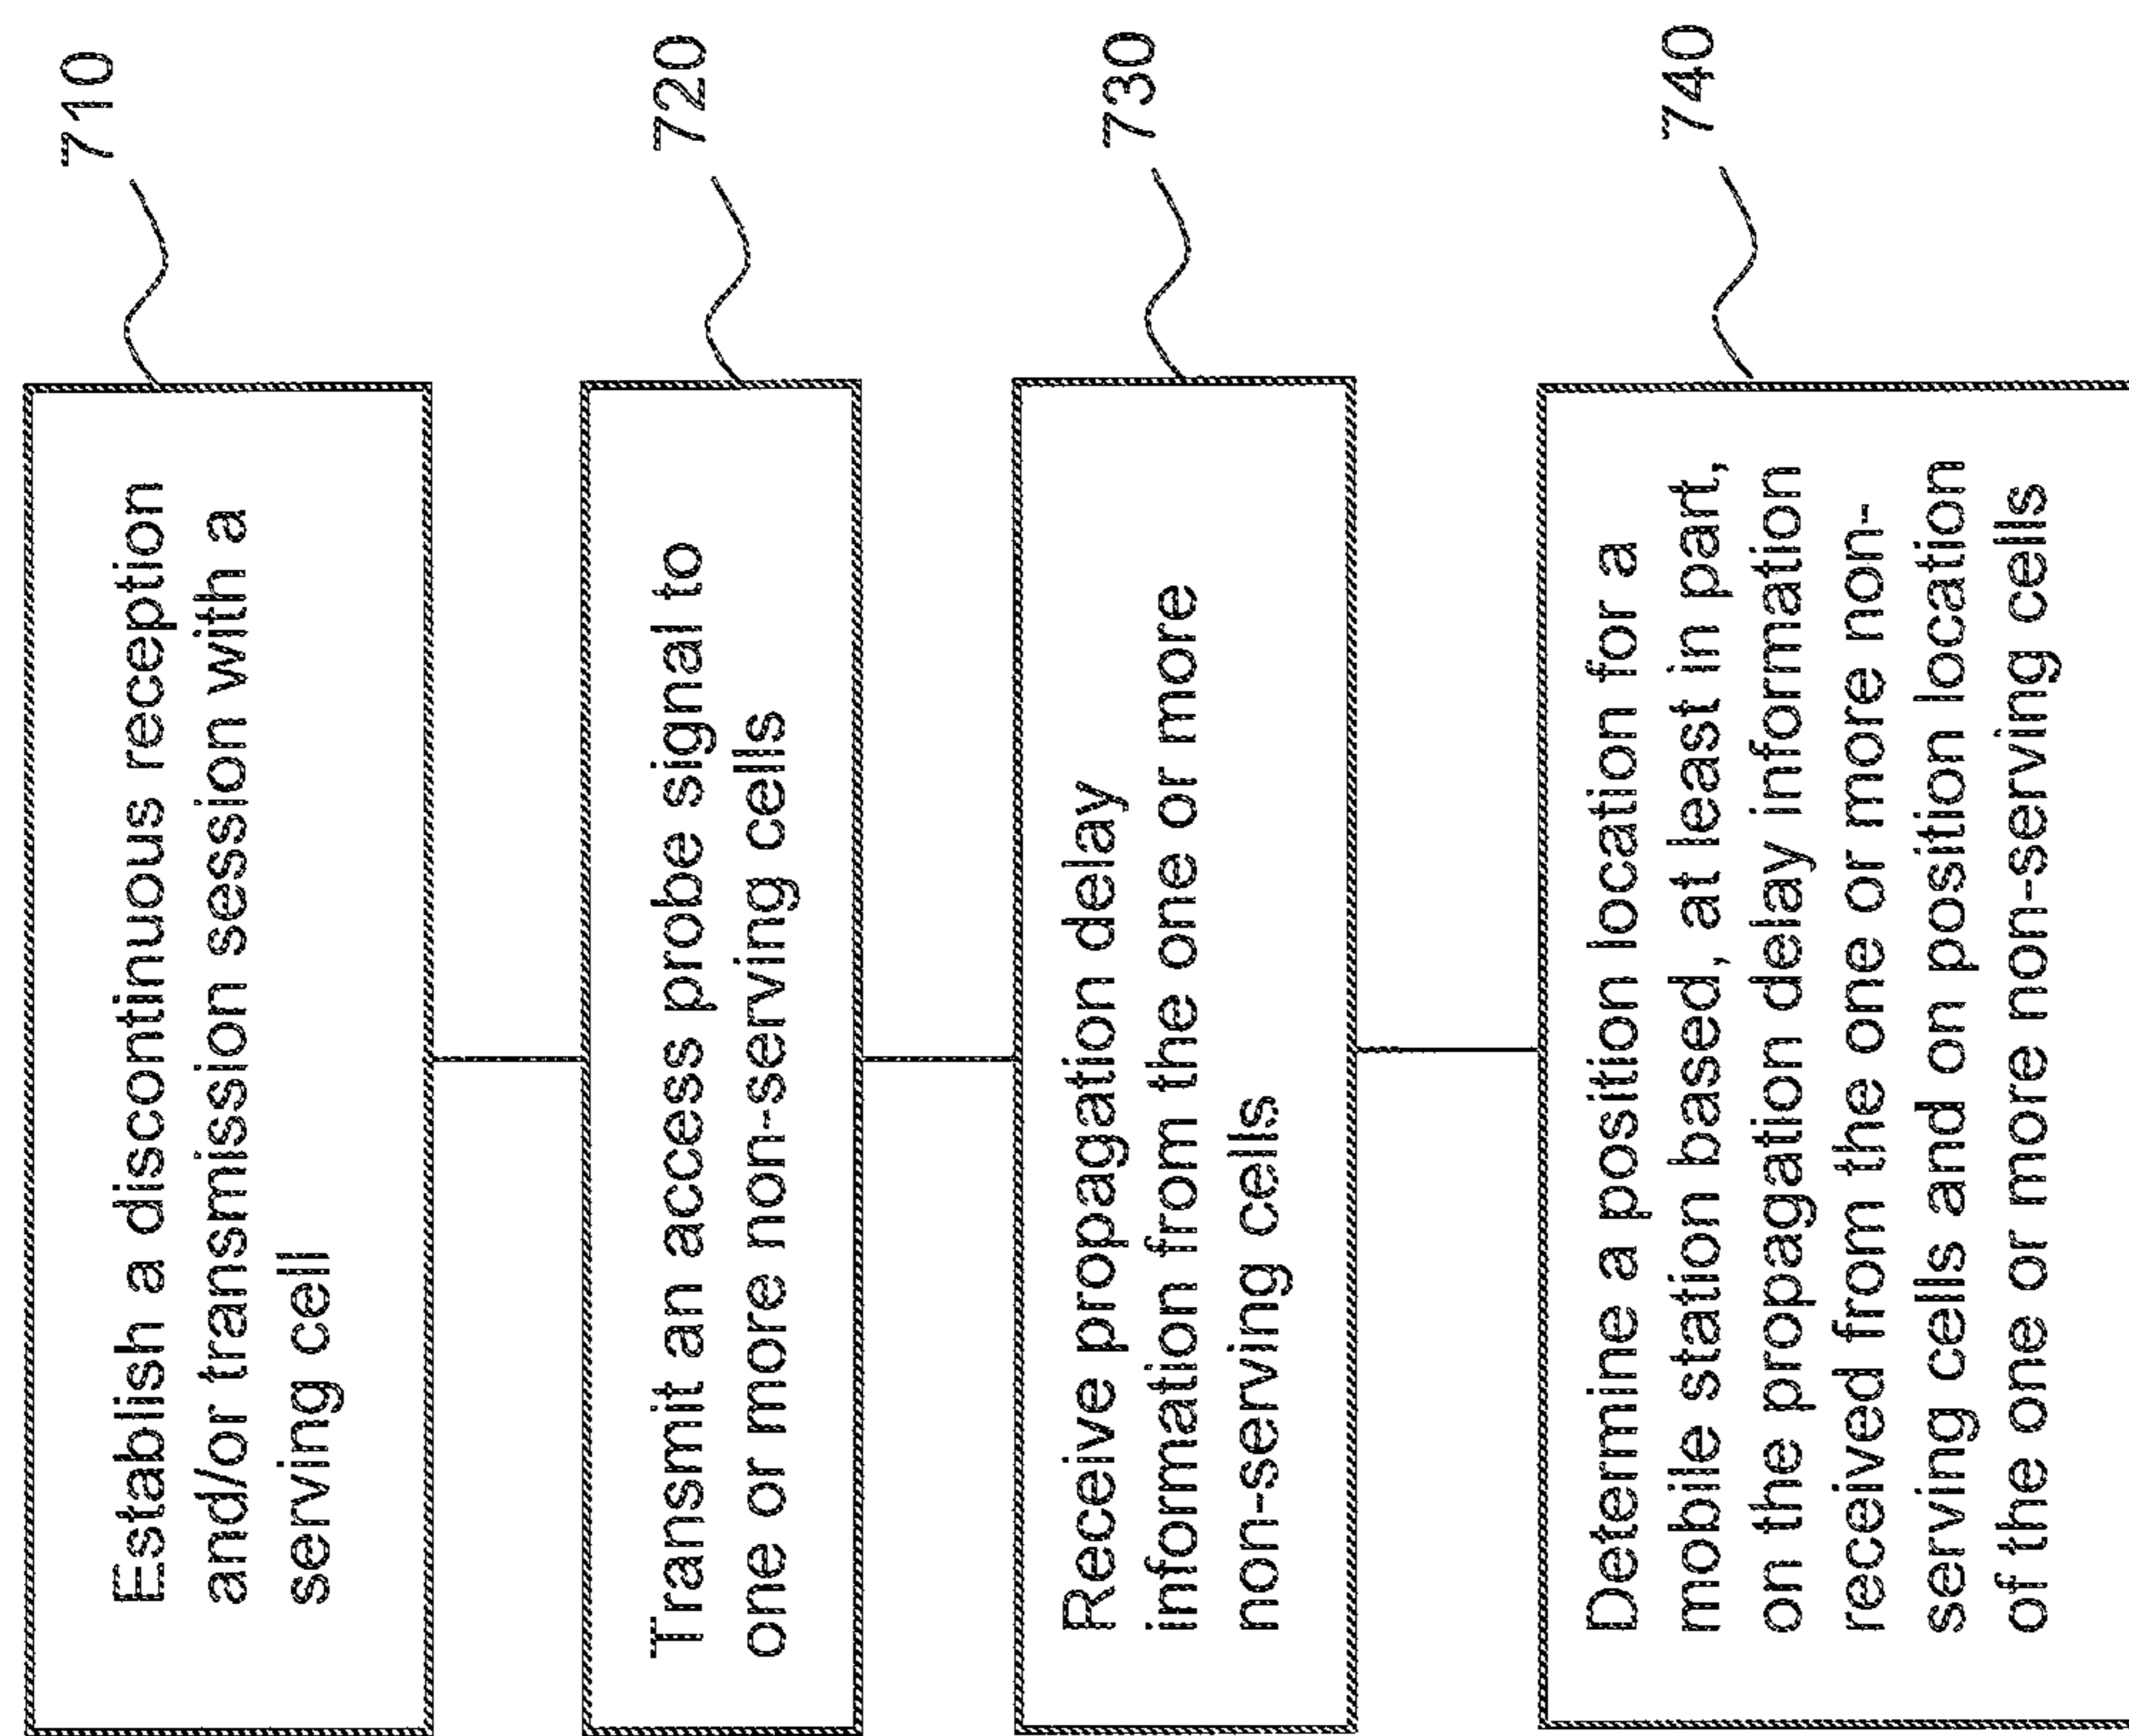 710
Establish a discontinuous reception
and/or transmission session with a
serving cell
720
Transmit an access probe signal to
one or more non-serving cells
730
Receive propagation delay
information from the one or more
non-serving cells
740
Determine a position location for a
mobile station based, at least in part,
on the propagation delay information
received from the one or more non-
serving cells and on position location
of the one or more non-serving cells